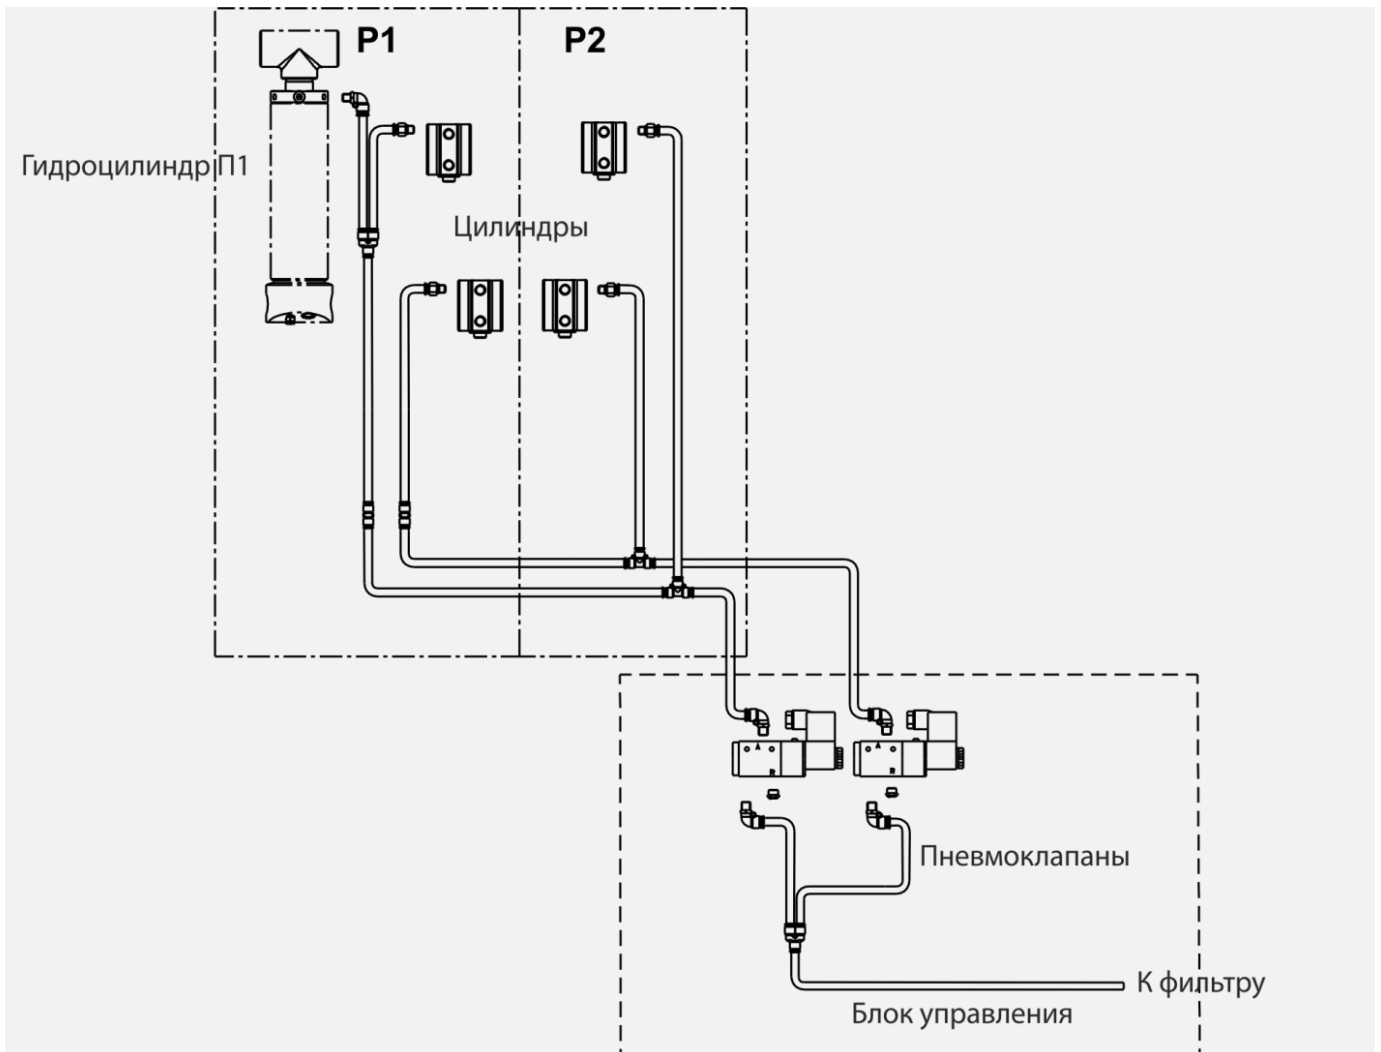 P1
P2
Гидроцилиндр П1
Цилиндры
A
R
A
R
Пневмоклапаны
К фильтру
Блок управления